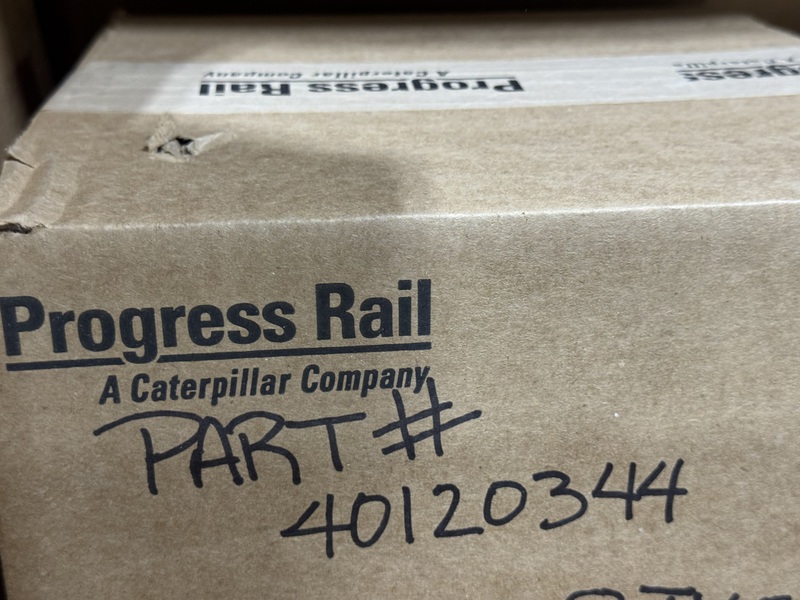 Progress Rail
A Caterpillar Company
Progress Rail
A Caterpillar Company
PART #
40120344